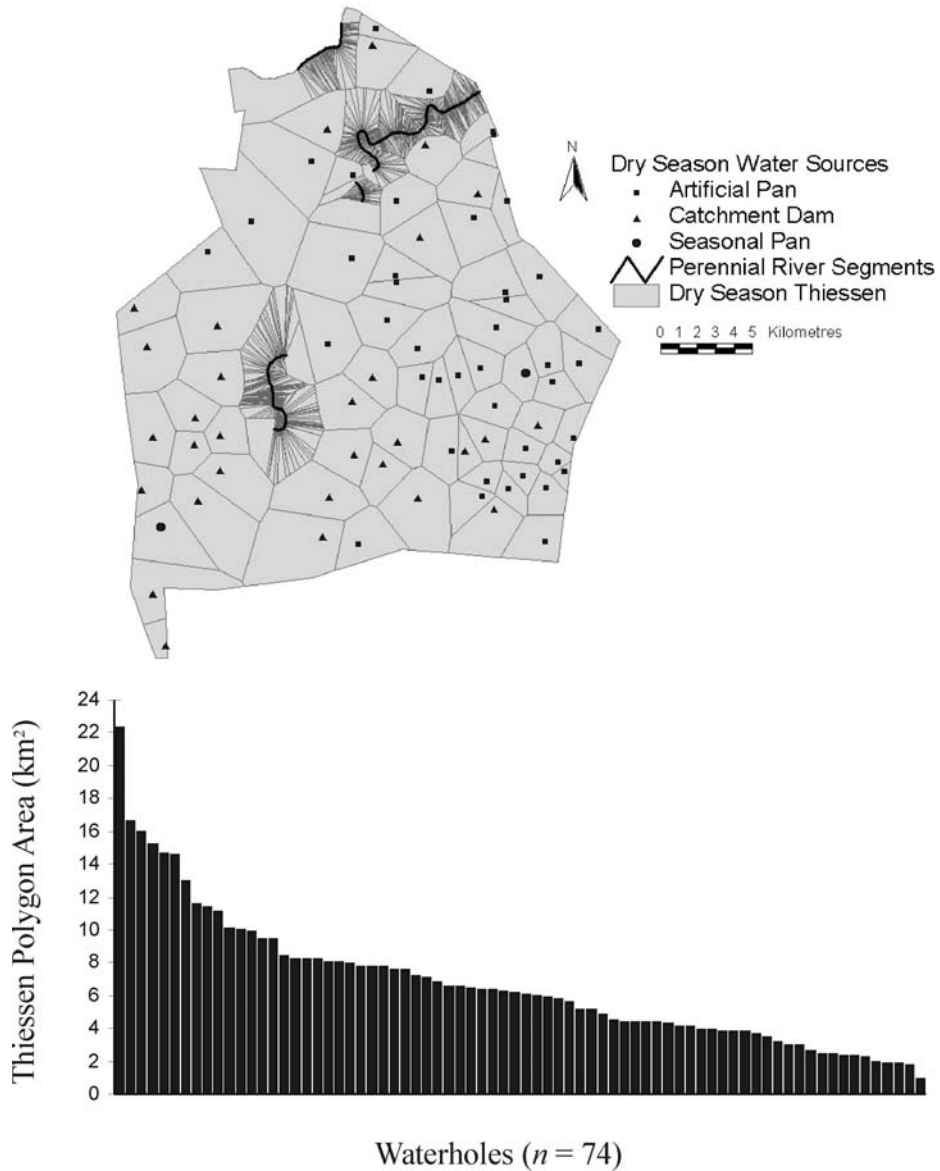 N
Dry Season Water Sources
Artificial Pan
Catchment Dam
Seasonal Pan
Perennial River Segments
Dry Season Thiessen
0 1 2 3 4 5 Kilometres
Thiessen Polygon Area (km²)
24
22
20
18
16
14
12
10
8
6
4
2
0
Waterholes (n = 74)